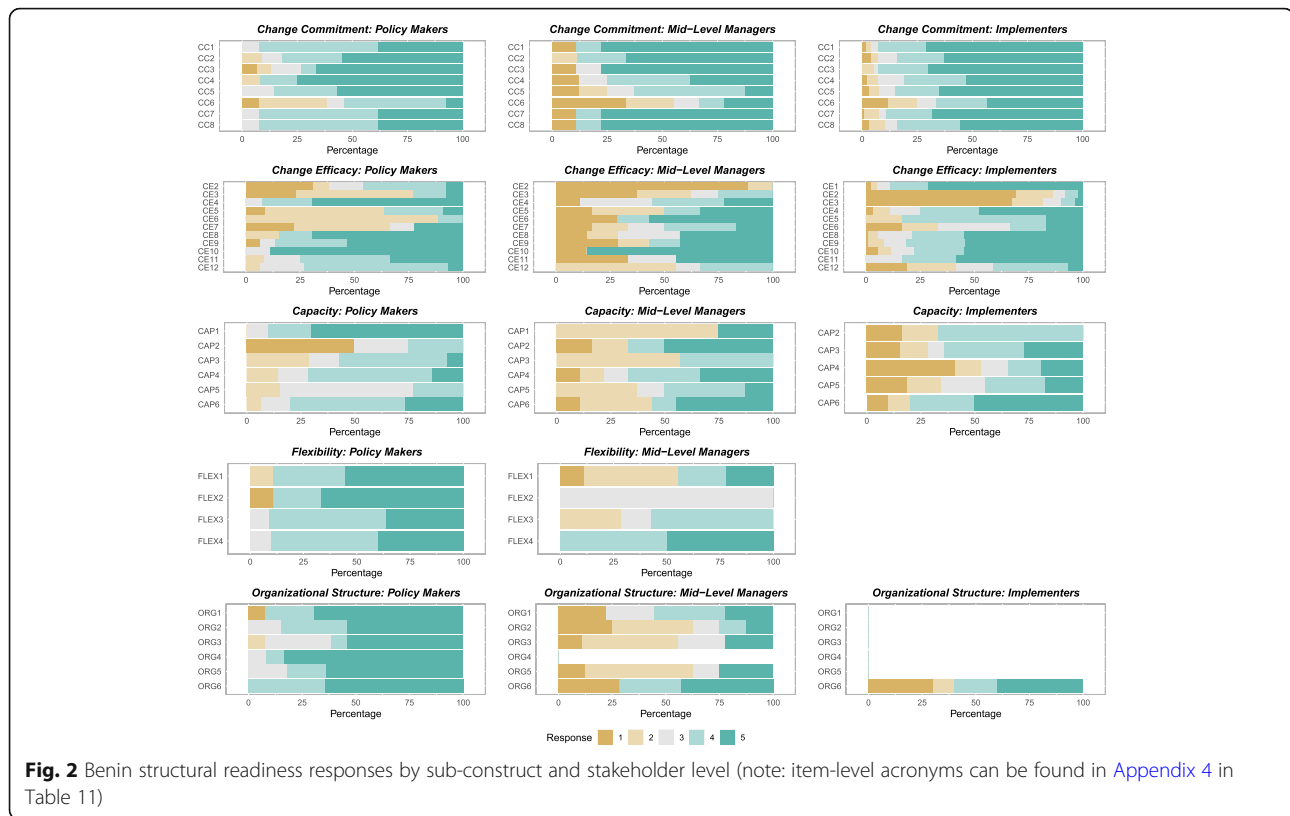 Change Commitment: Policy Makers
CC1
CC2
CC3
CC4
CC5
CC6
CC7
CC8
0 25 50 75 100
Percentage
Change Commitment: Mid−Level Managers
CC1
CC2
CC3
CC4
CC5
CC6
CC7
CC8
0 25 50 75 100
Percentage
Change Commitment: Implementers
CC1
CC2
CC3
CC4
CC5
CC6
CC7
CC8
0 25 50 75 100
Percentage
Change Efficacy: Policy Makers
CE2
CE3
CE4
CE5
CE6
CE7
CE8
CE9
CE10
CE11
CE12
0 25 50 75 100
Percentage
Change Efficacy: Mid−Level Managers
CE2
CE3
CE4
CE5
CE6
CE7
CE8
CE9
CE10
CE11
CE12
0 25 50 75 100
Percentage
Change Efficacy: Implementers
CE1
CE2
CE3
CE4
CE5
CE6
CE8
CE9
CE10
CE11
CE12
0 25 50 75 100
Percentage
Capacity: Policy Makers
CAP1
CAP2
CAP3
CAP4
CAP5
CAP6
0 25 50 75 100
Percentage
Capacity: Mid−Level Managers
CAP1
CAP2
CAP3
CAP4
CAP5
CAP6
0 25 50 75 100
Percentage
Capacity: Implementers
CAP2
CAP3
CAP4
CAP5
CAP6
0 25 50 75 100
Percentage
Flexibility: Policy Makers
FLEX1
FLEX2
FLEX3
FLEX4
0 25 50 75 100
Percentage
Flexibility: Mid−Level Managers
FLEX1
FLEX2
FLEX3
FLEX4
0 25 50 75 100
Percentage
Organizational Structure: Policy Makers
ORG1
ORG2
ORG3
ORG4
ORG5
ORG6
0 25 50 75 100
Percentage
Organizational Structure: Mid−Level Managers
ORG1
ORG2
ORG3
ORG4
ORG5
ORG6
0 25 50 75 100
Percentage
Organizational Structure: Implementers
ORG1
ORG2
ORG3
ORG4
ORG5
ORG6
0 25 50 75 100
Percentage
Response 1 2 3 4 5
Fig. 2 Benin structural readiness responses by sub-construct and stakeholder level (note: item-level acronyms can be found in Appendix 4 in
Table 11)